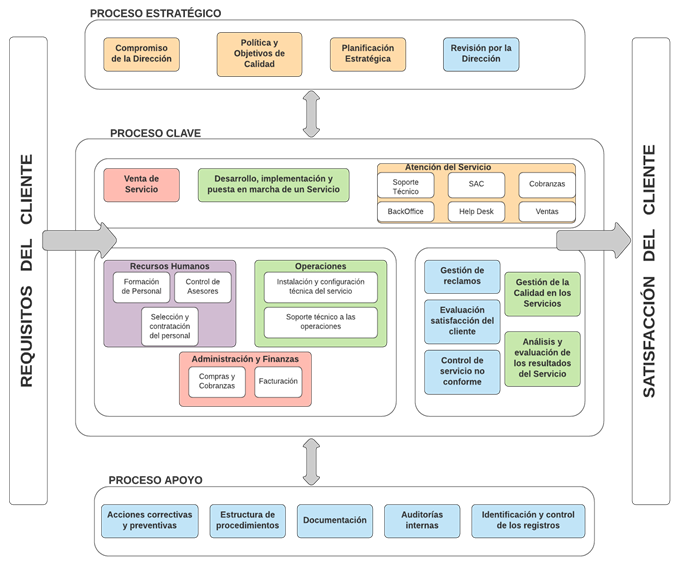 PROCESO ESTRATÉGICO
Compromiso
de la Dirección
Política y
Objetivos de
Calidad
Planificación
Estratégica
Revisión por la
Dirección
REQUISITOS DEL CLIENTE
PROCESO CLAVE
Venta de
Servicio
Desarrollo, implementación y
puesta en marcha de un Servicio
Atención del Servicio
Soporte
Técnico
SAC
Cobranzas
BackOffice
Help Desk
Ventas
Recursos Humanos
Formación
de Personal
Control de
Asesores
Selección y
contratación
del personal
Operaciones
Instalación y configuración
técnica del servicio
Soporte técnico a las
operaciones
Administración y Finanzas
Compras y
Cobranzas
Facturación
Gestión de
reclamos
Evaluación
satisfacción del
cliente
Control de
servicio no
conforme
Gestión de la
Calidad en los
Servicios
Análisis y
evaluación de
los resultados
del Servicio
SATISFACCIÓN DEL CLIENTE
PROCESO APOYO
Acciones correctivas
y preventivas
Estructura de
procedimientos
Documentación
Auditorías
internas
Identificación y control
de los registros